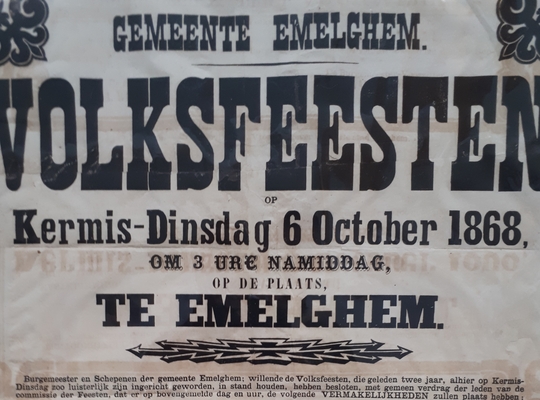 GEMEENTE EMELGHEM.
VOLKSFEESTEN
OP
Kermis-Dinsdag 6 October 1868,
OM 3 URE NAMIDDAG,
OP DE PLAATS,
TE EMELGHEM.
Burgemeester en Schepenen der gemeente Emelghem; willende de Volksfeesten, die geleden twee jaar, alhier op Kermis-
Dinsdag zoo luisterlijk zijn ingericht geworden, in stand houden, hebben besloten, met gemeen verdrag der leden van de
commissie der Feesten, dat er op bovengemelde dag en uur, de volgende VERMAKELIJKHEDEN zullen plaats hebben: